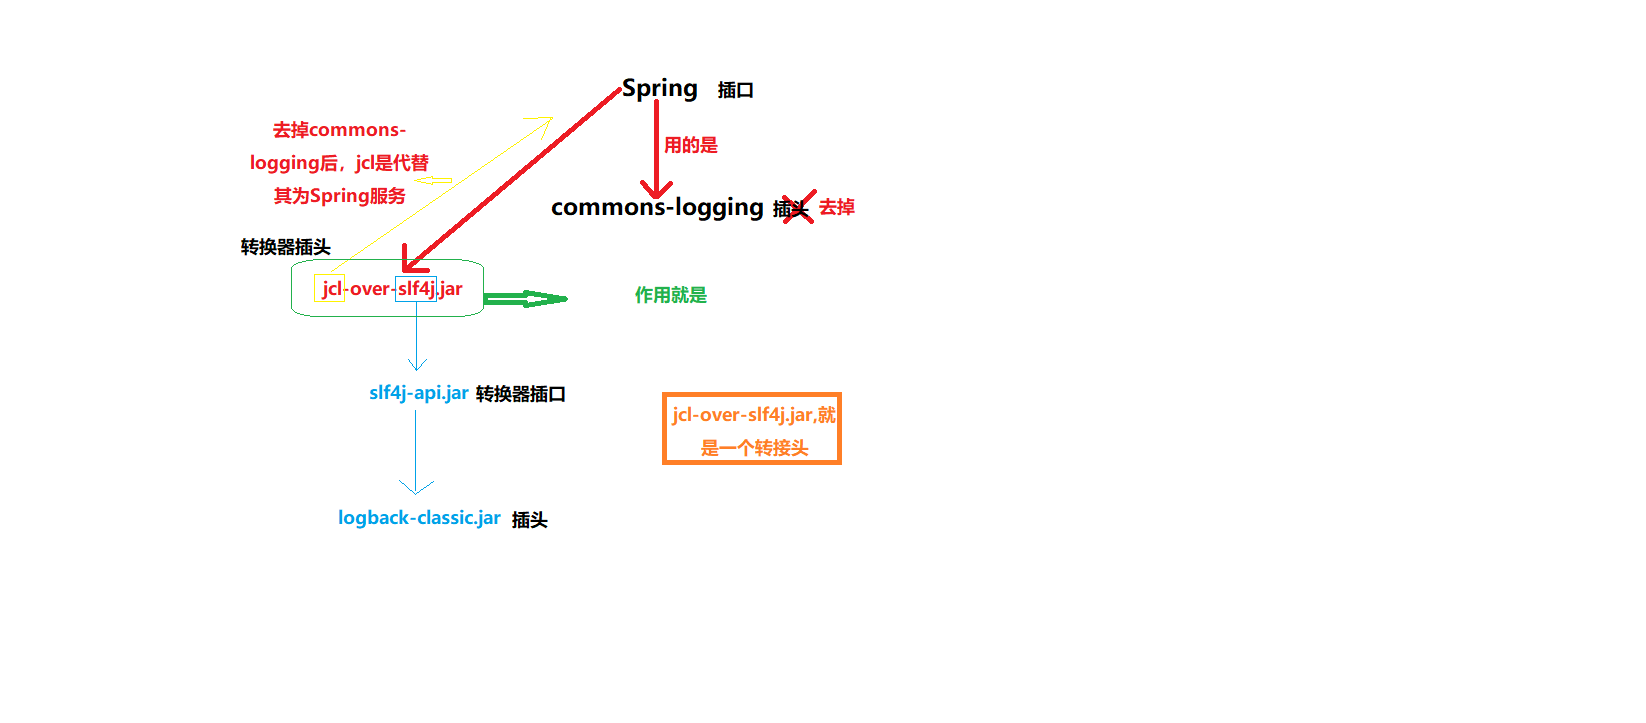 Spring 插口
去掉commons-
logging后，jcl是代替
其为Spring服务
用的是
commons-logging 插头 去掉
转换器插头
jcl-over-slf4j.jar
作用就是
slf4j-api.jar 转换器插口
jcl-over-slf4j.jar,就
是一个转接头
logback-classic.jar 插头